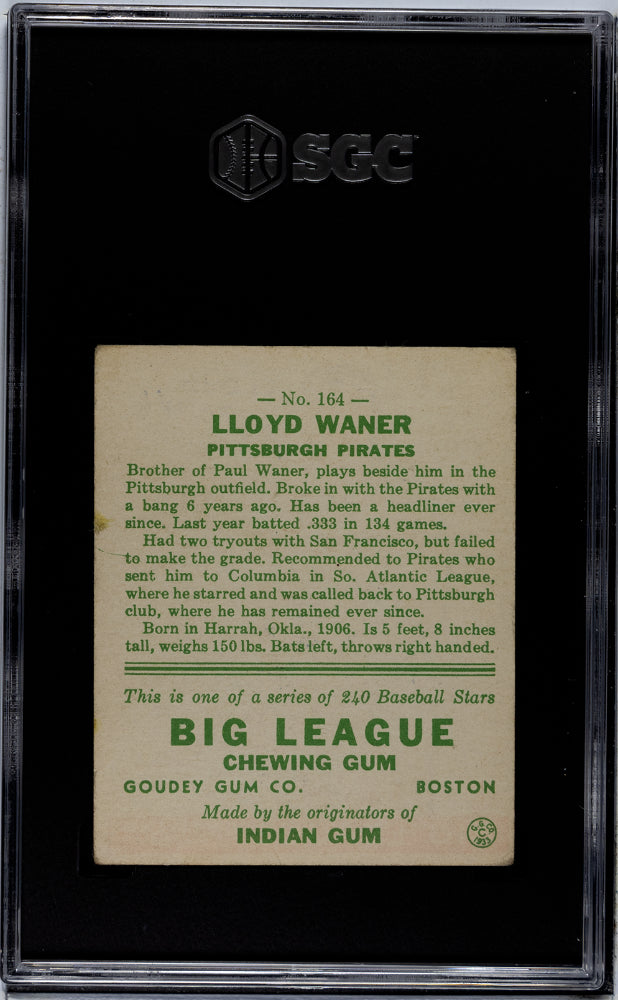 SGC
— No. 164 —
LLOYD WANER
PITTSBURGH PIRATES
Brother of Paul Waner, plays beside him in the
Pittsburgh outfield. Broke in with the Pirates with
a bang 6 years ago. Has been a headliner ever
since. Last year batted .333 in 134 games.
Had two tryouts with San Francisco, but failed
to make the grade. Recommended to Pirates who
sent him to Columbia in So. Atlantic League,
where he starred and was called back to Pittsburgh
club, where he has remained ever since.
Born in Harrah, Okla., 1906. Is 5 feet, 8 inches
tall, weighs 150 lbs. Bats left, throws right handed.
This is one of a series of 240 Baseball Stars
BIG LEAGUE
CHEWING GUM
GOUDEY GUM CO. BOSTON
Made by the originators of
INDIAN GUM
G. G. CO.
C
1933